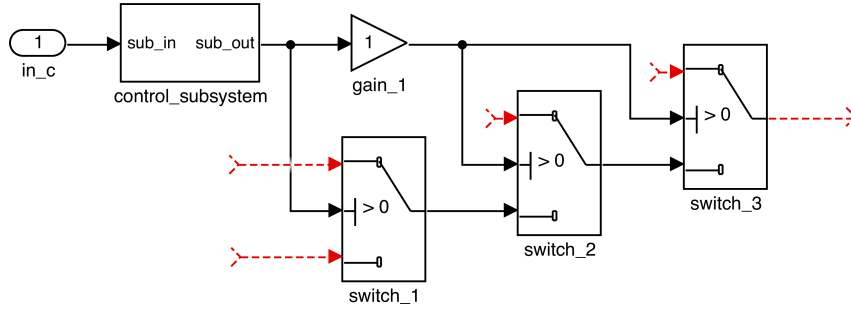 1
in_c
sub_in sub_out
control_subsystem
1
gain_1
> 0
switch_1
> 0
switch_2
> 0
switch_3